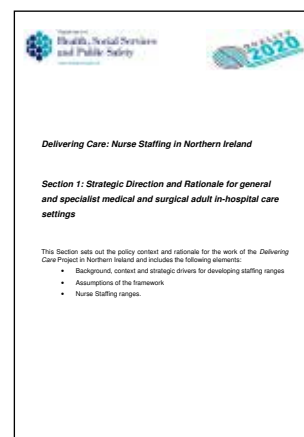 Health, Social Services
and Public Safety
QUALITY
2020
Delivering Care: Nurse Staffing in Northern Ireland
Section 1: Strategic Direction and Rationale for general
and specialist medical and surgical adult in-hospital care
settings
This Section sets out the policy context and rationale for the work of the Delivering
Care Project in Northern Ireland and includes the following elements:
• Background, context and strategic drivers for developing staffing ranges
• Assumptions of the framework
• Nurse Staffing ranges.